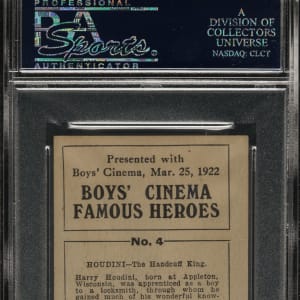 PROFESSIONAL
PSA
Sports
AUTHENTICATOR
A
DIVISION OF
COLLECTORS
UNIVERSE
NASDAQ: CLCT
Presented with
Boys' Cinema, Mar. 25, 1922
BOYS' CINEMA
FAMOUS HEROES
No. 4—
HOUDINI—The Handcuff King.
Harry Houdini, born at Appleton,
Wisconsin, was apprenticed as a boy
to a locksmith, through whom he
gained much of his wonderful know-